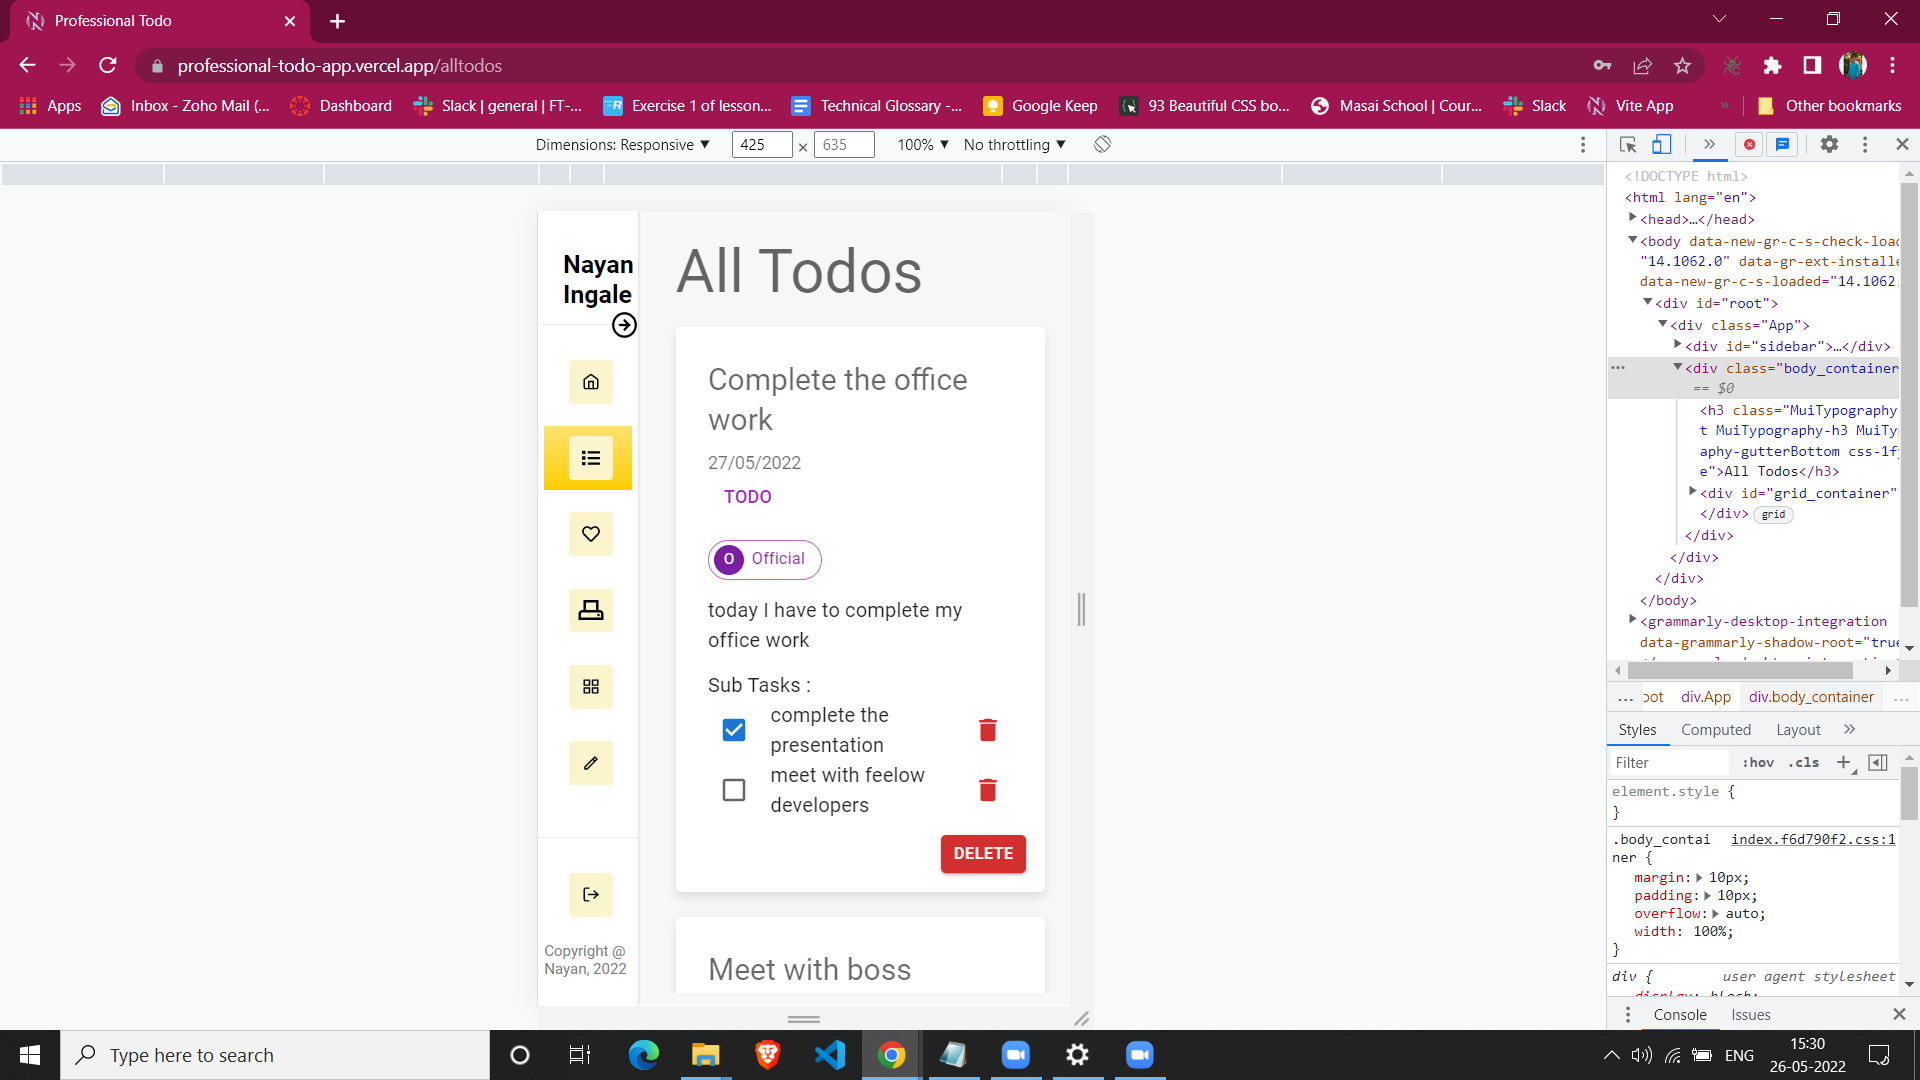 Professional Todo
professional-todo-app.vercel.app/alltodos
Apps
Inbox - Zoho Mail (...
Dashboard
Slack | general | FT-...
Exercise 1 of lesson...
Technical Glossary -...
Google Keep
93 Beautiful CSS bo...
Masai School | Cour...
Slack
Vite App
Other bookmarks
Dimensions: Responsive
425
×
635
100%
No throttling
Nayan
Ingale
Copyright @
Nayan, 2022
All Todos
Complete the office
work
27/05/2022
TODO
O Official
today I have to complete my
office work
Sub Tasks :
complete the
presentation
meet with feelow
developers
DELETE
Meet with boss
<!DOCTYPE html>
<html lang="en">
<head>…</head>
<body data-new-gr-c-s-check-loa
"14.1062.0" data-gr-ext-installe
data-new-gr-c-s-loaded="14.1062.
<div id="root">
<div class="App">
<div id="sidebar">…</div>
<div class="body_container
== $0
<h3 class="MuiTypography
t MuiTypography-h3 MuiTy
aphy-gutterBottom css-1f
e">All Todos</h3>
<div id="grid_container"
</div> grid
</div>
</div>
</div>
</body>
<grammarly-desktop-integration
data-grammarly-shadow-root="true
... oot div.App div.body_container ...
Styles Computed Layout
Filter :hov .cls
element.style {
}
.body_contai index.f6d790f2.css:1
ner {
margin: 10px;
padding: 10px;
overflow: auto;
width: 100%;
}
div { user agent stylesheet
display: block;
Console Issues
Type here to search
ENG
15:30
26-05-2022